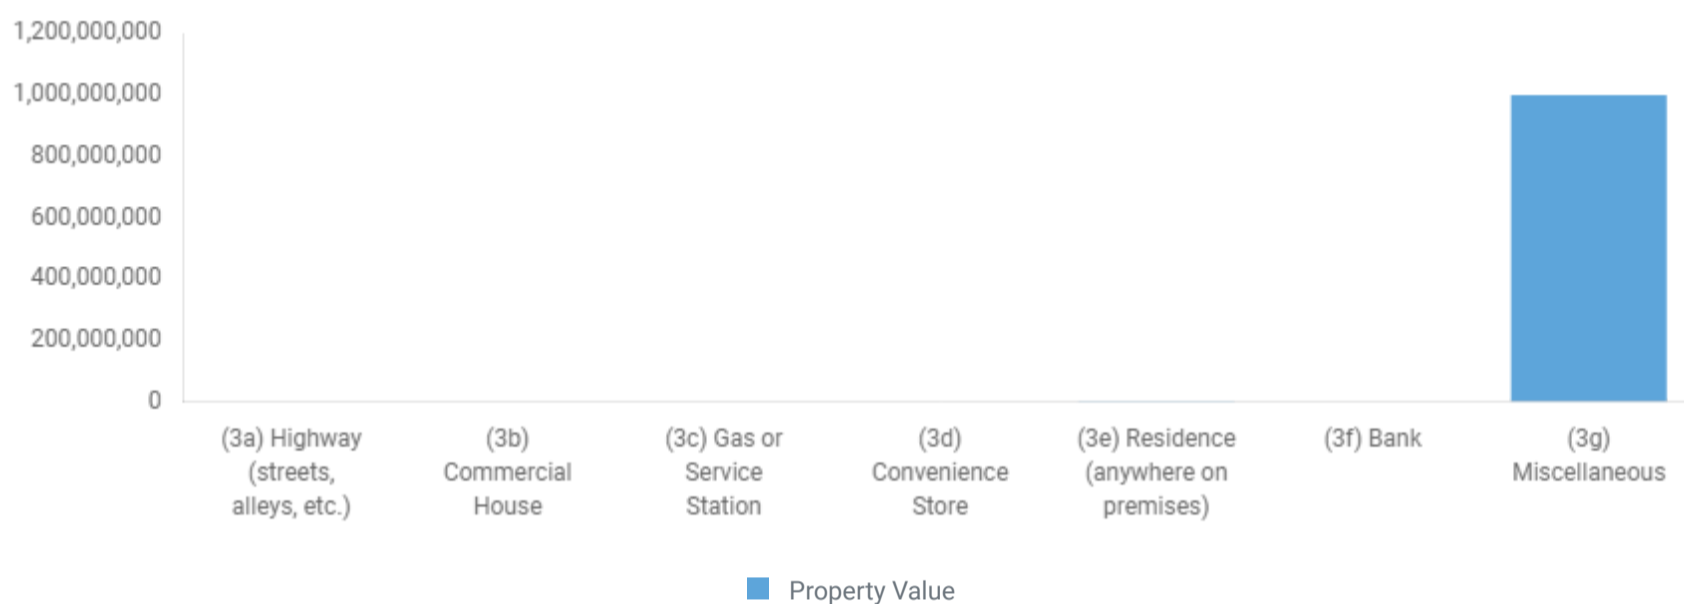 1,200,000,000
1,000,000,000
800,000,000
600,000,000
400,000,000
200,000,000
0
(3a) Highway
(streets,
alleys, etc.)
(3b)
Commercial
House
(3c) Gas or
Service
Station
(3d)
Convenience
Store
(3e) Residence
(anywhere on
premises)
(3f) Bank
(3g)
Miscellaneous
Property Value